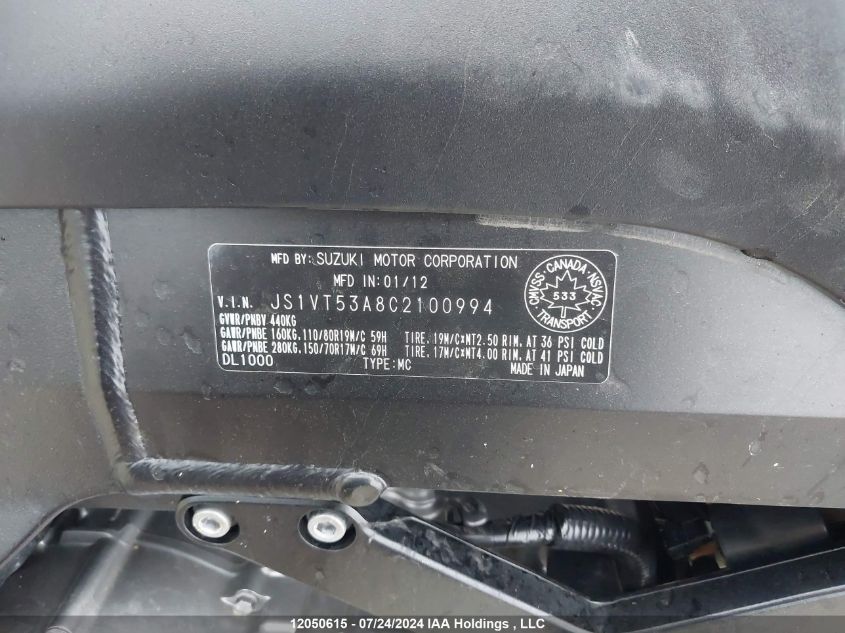 MFD BY: SUZUKI MOTOR CORPORATION
MFD IN: 01/12
V.I.N. JS1VT53A8C2100994
GVWR/PNBV 440KG
GAWR/PNBE 160KG.110/80R19M/C 59H TIRE. 19M/C×MT2.50 RIM. AT 36 PSI COLD
GAWR/PNBE 280KG.150/70R17M/C 69H TIRE. 17M/C×MT4.00 RIM. AT 41 PSI COLD
DL1000 TYPE: MC MADE IN JAPAN
CMVSS · CANADA · NSVAC
533
TRANSPORT
12050615 - 07/24/2024 IAA Holdings , LLC